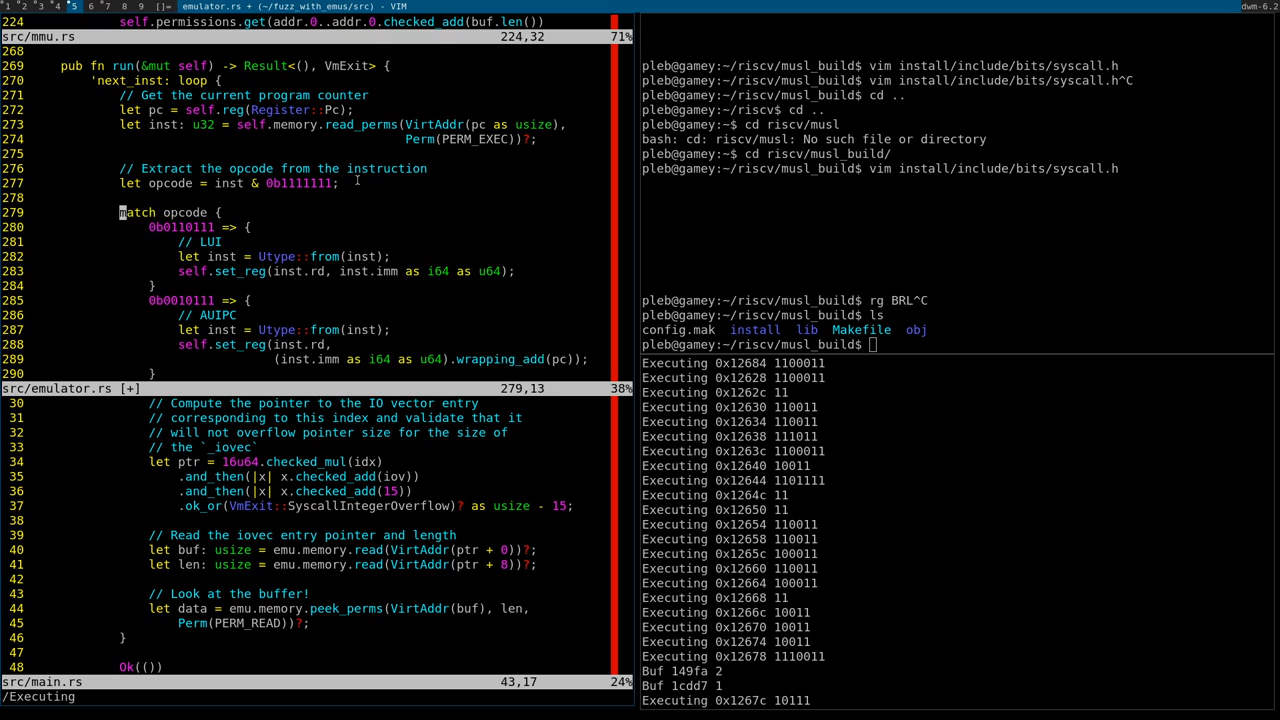 1 2 3 4 5 6 7 8 9 []= emulator.rs + (~/fuzz_with_emus/src) - VIM dwm-6.2
224 self.permissions.get(addr.0..addr.0.checked_add(buf.len())
src/mmu.rs 224,32 71%
268
269 pub fn run(&mut self) -> Result<(), VmExit> {
270 'next_inst: loop {
271 // Get the current program counter
272 let pc = self.reg(Register::Pc);
273 let inst: u32 = self.memory.read_perms(VirtAddr(pc as usize),
274 Perm(PERM_EXEC))?;
275
276 // Extract the opcode from the instruction
277 let opcode = inst & 0b1111111;
278
279 match opcode {
280 0b0110111 => {
281 // LUI
282 let inst = Utype::from(inst);
283 self.set_reg(inst.rd, inst.imm as i64 as u64);
284 }
285 0b0010111 => {
286 // AUIPC
287 let inst = Utype::from(inst);
288 self.set_reg(inst.rd,
289 (inst.imm as i64 as u64).wrapping_add(pc));
290 }
src/emulator.rs [+] 279,13 38%
30 // Compute the pointer to the IO vector entry
31 // corresponding to this index and validate that it
32 // will not overflow pointer size for the size of
33 // the `_iovec`
34 let ptr = 16u64.checked_mul(idx)
35 .and_then(|x| x.checked_add(iov))
36 .and_then(|x| x.checked_add(15))
37 .ok_or(VmExit::SyscallIntegerOverflow)? as usize - 15;
38
39 // Read the iovec entry pointer and length
40 let buf: usize = emu.memory.read(VirtAddr(ptr + 0))?;
41 let len: usize = emu.memory.read(VirtAddr(ptr + 8))?;
42
43 // Look at the buffer!
44 let data = emu.memory.peek_perms(VirtAddr(buf), len,
45 Perm(PERM_READ))?;
46 }
47
48 Ok(())
src/main.rs 43,17 24%
/Executing
pleb@gamey:~/riscv/musl_build$ vim install/include/bits/syscall.h
pleb@gamey:~/riscv/musl_build$ vim install/include/bits/syscall.h^C
pleb@gamey:~/riscv/musl_build$ cd ..
pleb@gamey:~/riscv$ cd ..
pleb@gamey:~$ cd riscv/musl
bash: cd: riscv/musl: No such file or directory
pleb@gamey:~$ cd riscv/musl_build/
pleb@gamey:~/riscv/musl_build$ vim install/include/bits/syscall.h
pleb@gamey:~/riscv/musl_build$ rg BRL^C
pleb@gamey:~/riscv/musl_build$ ls
config.mak install lib Makefile obj
pleb@gamey:~/riscv/musl_build$
Executing 0x12684 1100011
Executing 0x12628 1100011
Executing 0x1262c 11
Executing 0x12630 110011
Executing 0x12634 110011
Executing 0x12638 111011
Executing 0x1263c 1100011
Executing 0x12640 10011
Executing 0x12644 1101111
Executing 0x1264c 11
Executing 0x12650 11
Executing 0x12654 110011
Executing 0x12658 110011
Executing 0x1265c 100011
Executing 0x12660 110011
Executing 0x12664 100011
Executing 0x12668 11
Executing 0x1266c 10011
Executing 0x12670 10011
Executing 0x12674 10011
Executing 0x12678 1110011
Buf 149fa 2
Buf 1cdd7 1
Executing 0x1267c 10111